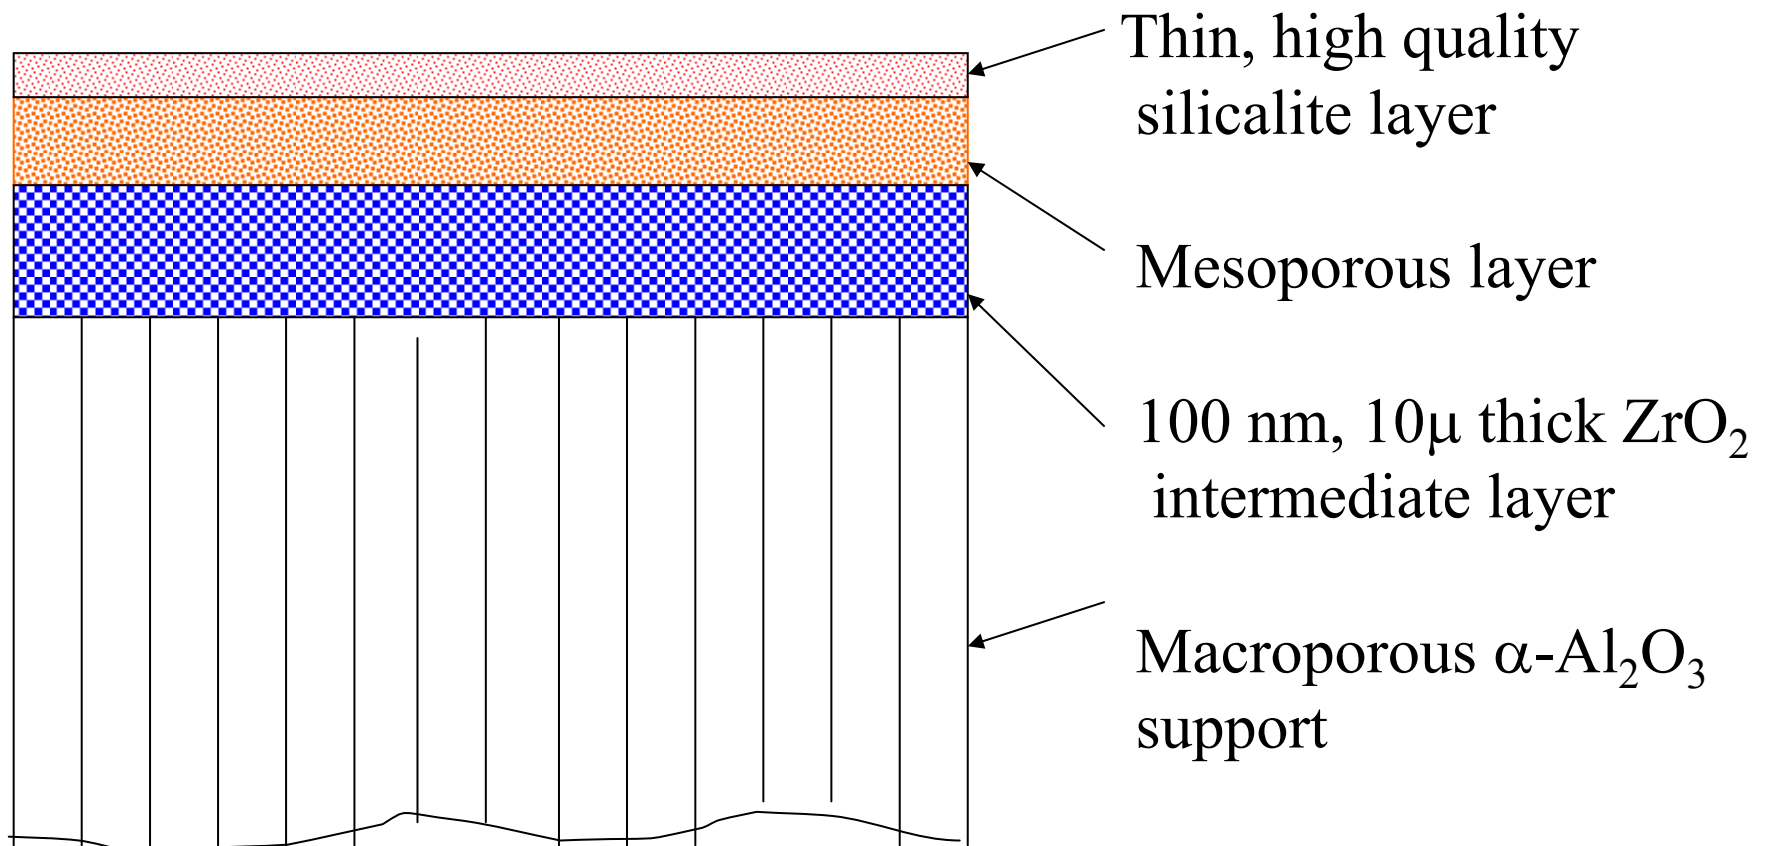 Thin, high quality
silicalite layer
Mesoporous layer
100 nm, 10μ thick ZrO₂
intermediate layer
Macroporous α-Al₂O₃
support